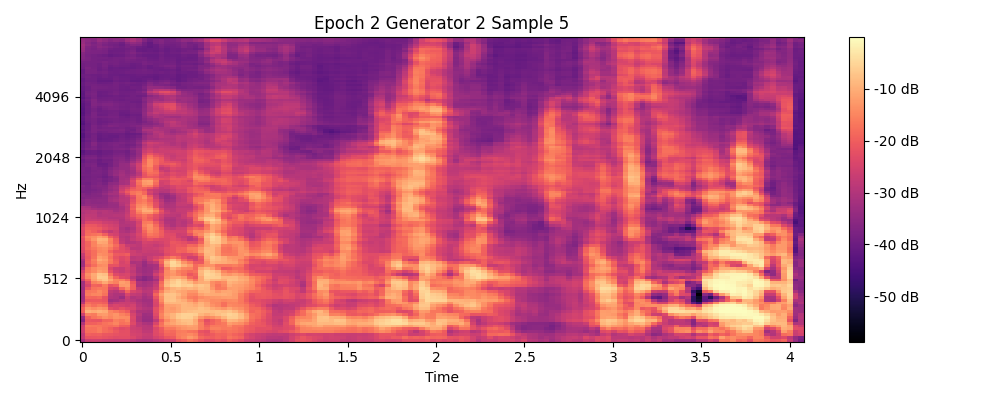 Epoch 2 Generator 2 Sample 5
Hz
4096
2048
1024
512
0
0 0.5 1 1.5 2 2.5 3 3.5 4
Time
-10 dB
-20 dB
-30 dB
-40 dB
-50 dB